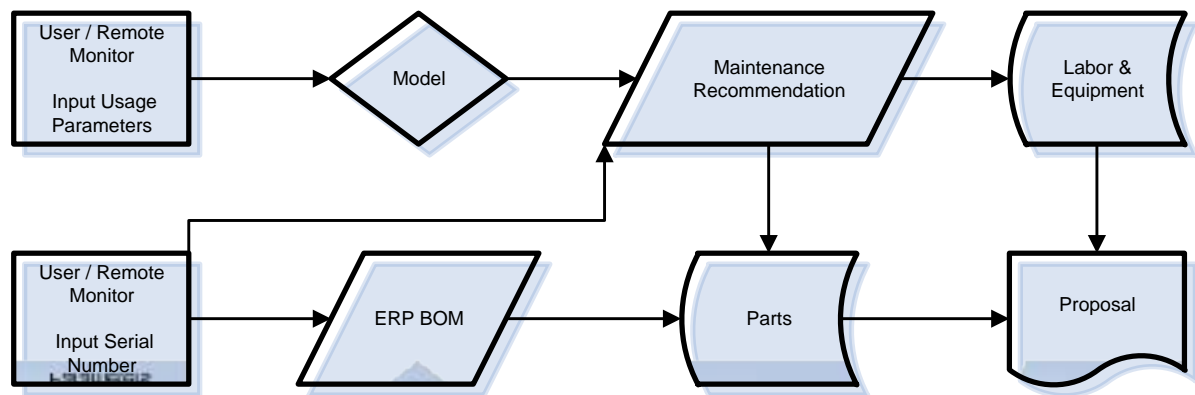 User / Remote
Monitor
Input Usage
Parameters
Model
Maintenance
Recommendation
Labor &
Equipment
User / Remote
Monitor
Input Serial
Number
ERP BOM
Parts
Proposal